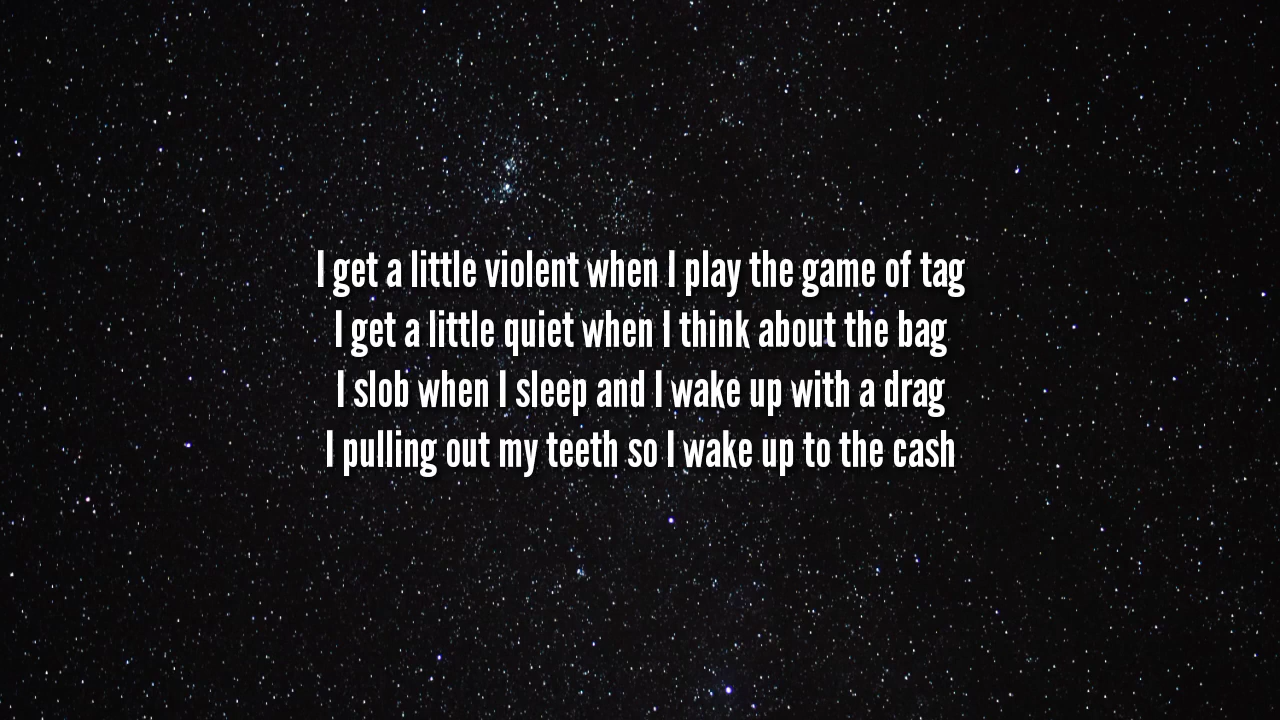 I get a little violent when I play the game of tag
I get a little quiet when I think about the bag
I slob when I sleep and I wake up with a drag
I pulling out my teeth so I wake up to the cash